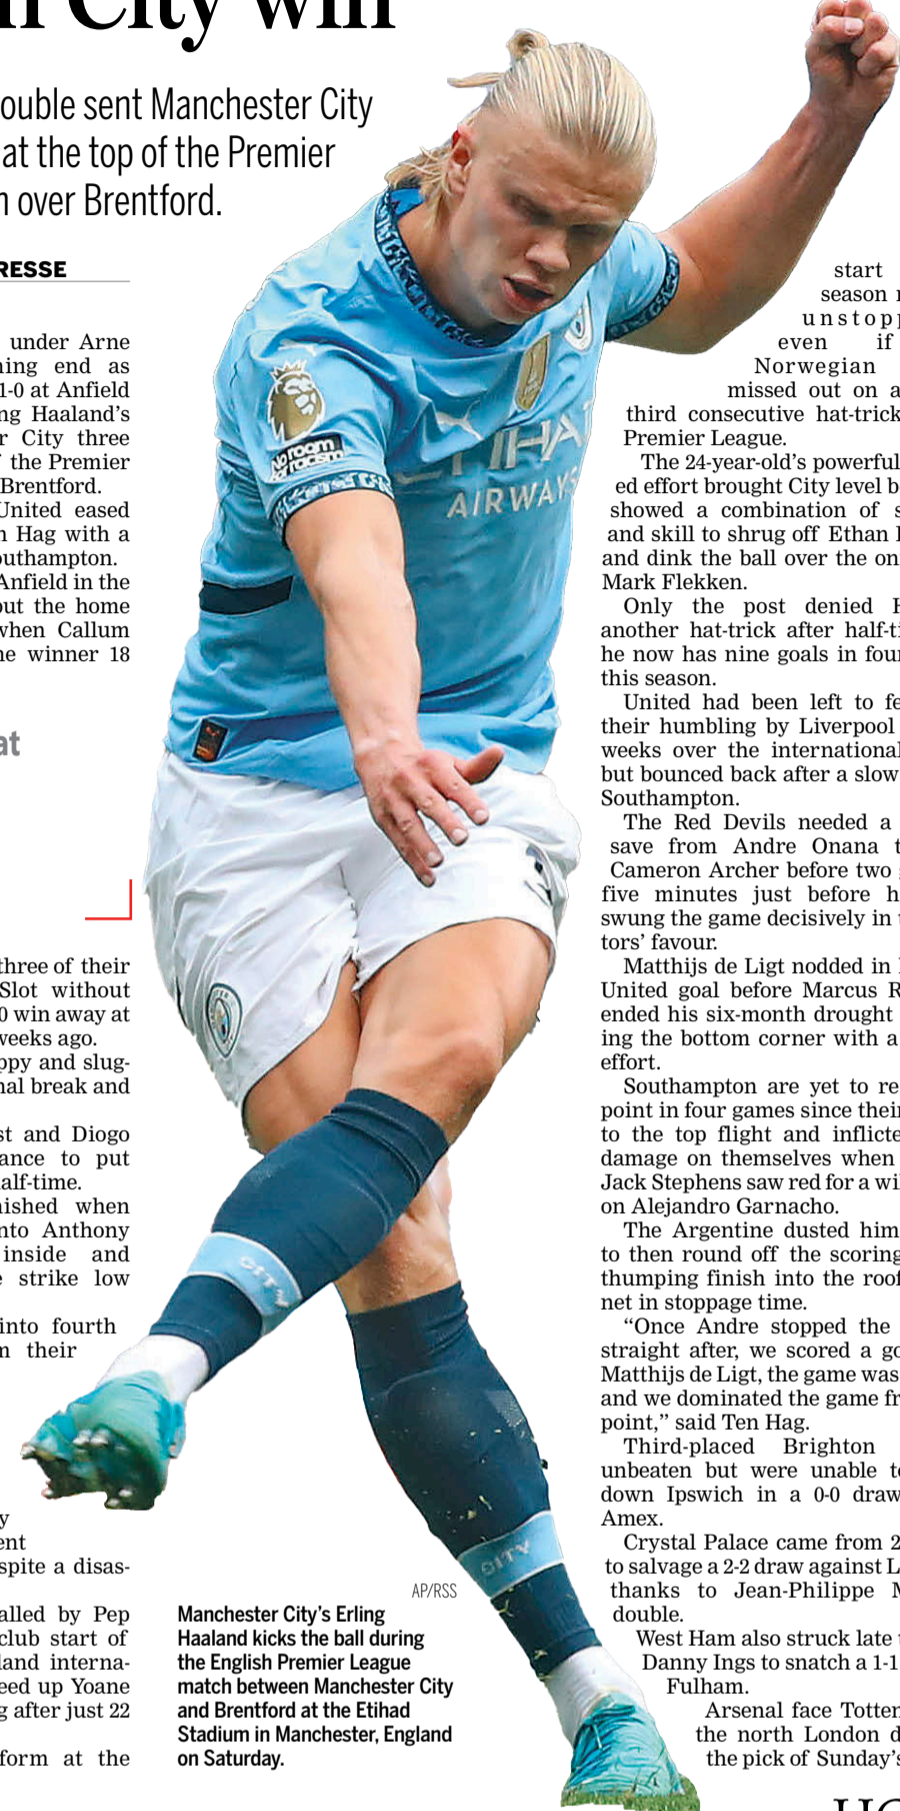 City win
ouble sent Manchester City
at the top of the Premier
over Brentford.
RESSE
under Arne
end as
1-0 at Anfield
Haaland's
City three
the Premier
Brentford.
United eased
Hag with a
outhampton.
Anfield in the
out the home
when Callum
winner 18
at
three of their
Slot without
0 win away at
weeks ago.
ppy and slug-
nal break and
st and Diogo
ance to put
alf-time.
nished when
nto Anthony
inside and
strike low
into fourth
their
y
ent
spite a disas-
alled by Pep
club start of
land interna-
eed up Yoane
g after just 22
form at the
No room
for racism
ETIHA
AIRWAYS
CITY
CITY
AP/RSS
Manchester City's Erling
Haaland kicks the ball during
the English Premier League
match between Manchester City
and Brentford at the Etihad
Stadium in Manchester, England
on Saturday.
start
season
unstopp
even if
Norwegian
missed out on a
third consecutive hat-trick
Premier League.
The 24-year-old's powerful
ed effort brought City level b
showed a combination of s
and skill to shrug off Ethan
and dink the ball over the on
Mark Flekken.
Only the post denied H
another hat-trick after half-ti
he now has nine goals in four
this season.
United had been left to fe
their humbling by Liverpool
weeks over the international
but bounced back after a slow
Southampton.
The Red Devils needed a
save from Andre Onana t
Cameron Archer before two
five minutes just before h
swung the game decisively in
tors' favour.
Matthijs de Ligt nodded in
United goal before Marcus R
ended his six-month drought
ing the bottom corner with a
effort.
Southampton are yet to re
point in four games since their
to the top flight and inflicte
damage on themselves when
Jack Stephens saw red for a wi
on Alejandro Garnacho.
The Argentine dusted him
to then round off the scoring
thumping finish into the roof
net in stoppage time.
“Once Andre stopped the
straight after, we scored a go
Matthijs de Ligt, the game was
and we dominated the game fr
point,” said Ten Hag.
Third-placed Brighton
unbeaten but were unable to
down Ipswich in a 0-0 draw
Amex.
Crystal Palace came from 2
to salvage a 2-2 draw against L
thanks to Jean-Philippe M
double.
West Ham also struck late
Danny Ings to snatch a 1-1
Fulham.
Arsenal face Totten
the north London d
the pick of Sunday's